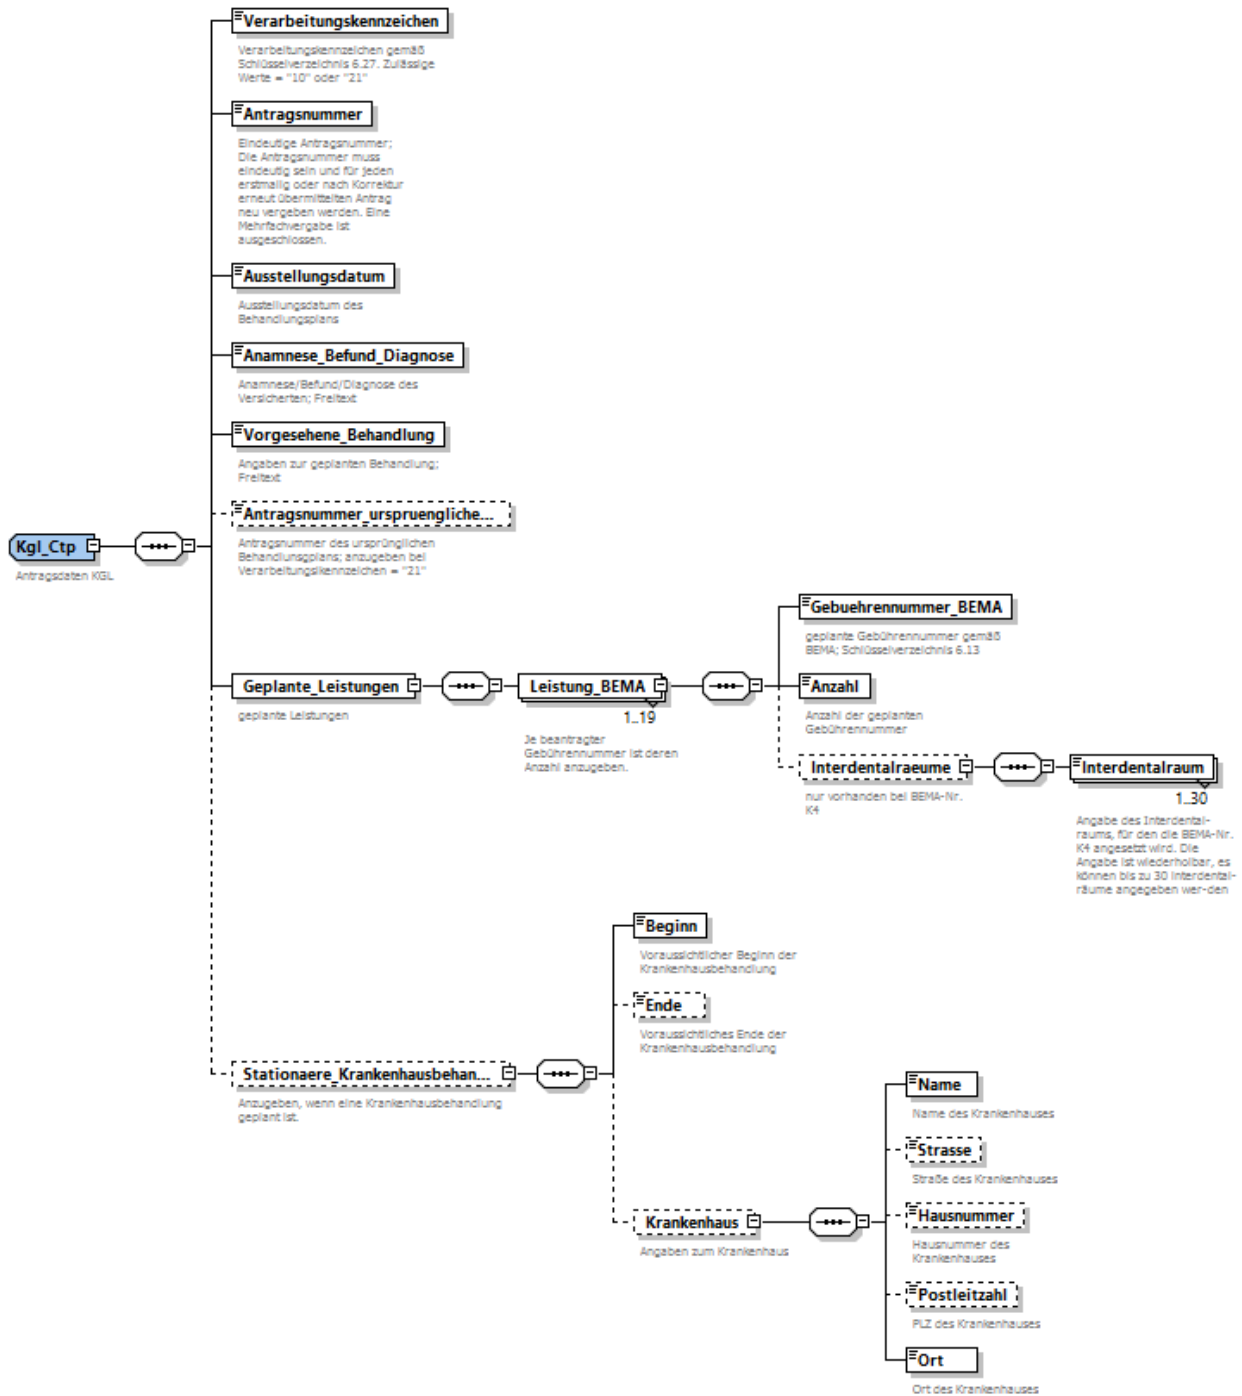 Verarbeitungskennzeichen
Verarbeitungskennzeichen gemäß
Schlüsselverzeichnis 6.27. Zulässige
Werte = "10" oder "21"
Antragsnummer
Eindeutige Antragsnummer;
Die Antragsnummer muss
eindeutig sein und für jeden
erstmalig oder nach Korrektur
erneut übermittelten Antrag
neu vergeben werden. Eine
Mehrfachvergabe ist
ausgeschlossen.
Ausstellungsdatum
Ausstellungsdatum des
Behandlungsplans
Anamnese_Befund_Diagnose
Anamnese/Befund/Diagnose des
Versicherten; Freitext
Vorgesehene_Behandlung
Angaben zur geplanten Behandlung;
Freitext
Antragsnummer_urspruengliche...
Antragsnummer des ursprünglichen
Behandlunsgplans; anzugeben bei
Verarbeitungslkennzeichen = "21"
Kgl_Ctp
Antragsdaten KGL
Geplante_Leistungen
geplante Leistungen
Leistung_BEMA
1..19
Je beantragter
Gebührennummer ist deren
Anzahl anzugeben.
Gebuehrennummer_BEMA
geplante Gebührennummer gemäß
BEMA; Schlüsselverzeichnis 6.13
Anzahl
Anzahl der geplanten
Gebührennummer
Interdentalraeume
nur vorhanden bei BEMA-Nr.
K4
Interdentalraum
1..30
Angabe des Interdental-
raums, für den die BEMA-Nr.
K4 angesetzt wird. Die
Angabe ist wiederholbar, es
können bis zu 30 Interdental-
räume angegeben wer-den
Stationaere_Krankenhausbehan...
Anzugeben, wenn eine Krankenhausbehandlung
geplant ist.
Beginn
Voraussichtlicher Beginn der
Krankenhausbehandlung
Ende
Voraussichtliches Ende der
Krankenhausbehandlung
Krankenhaus
Angaben zum Krankenhaus
Name
Name des Krankenhauses
Strasse
Straße des Krankenhauses
Hausnummer
Hausnummer des
Krankenhauses
Postleitzahl
PLZ des Krankenhauses
Ort
Ort des Krankenhauses